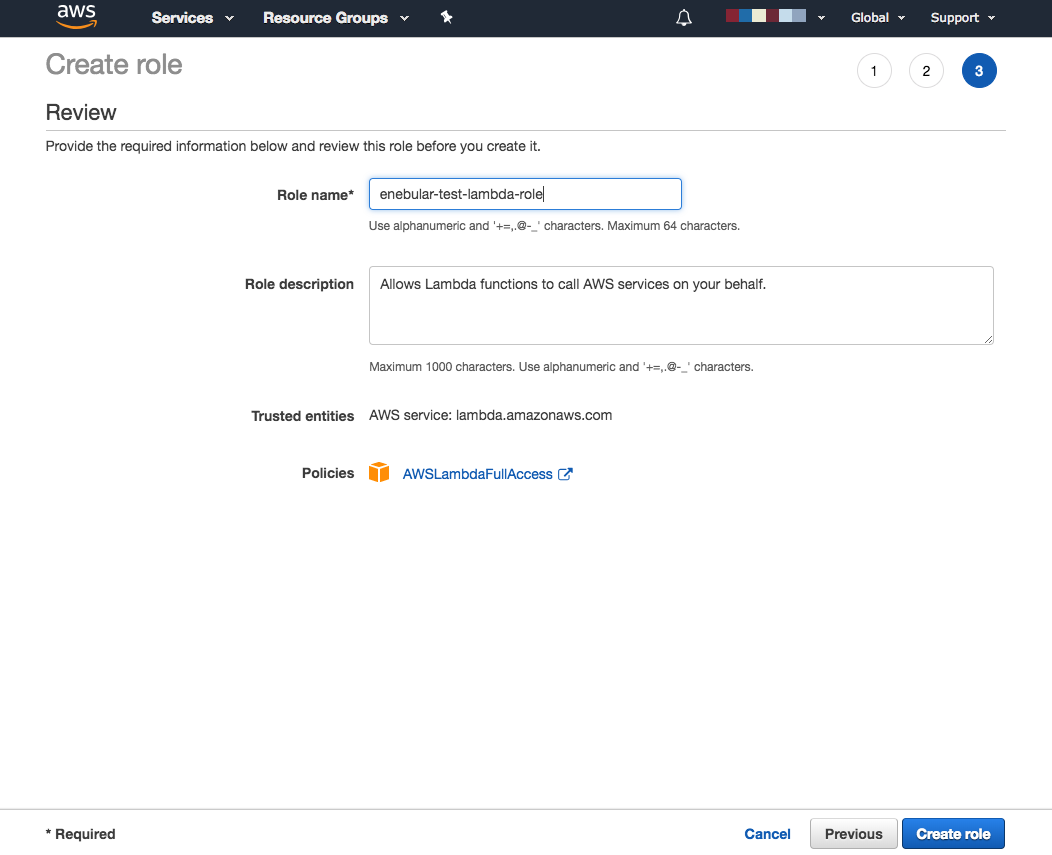 aws Services Resource Groups Global Support
Create role 1 2 3
Review
Provide the required information below and review this role before you create it.
Role name* enebular-test-lambda-role
Use alphanumeric and '+=,.@-_' characters. Maximum 64 characters.
Role description Allows Lambda functions to call AWS services on your behalf.
Maximum 1000 characters. Use alphanumeric and '+=,.@-_' characters.
Trusted entities AWS service: lambda.amazonaws.com
Policies AWSLambdaFullAccess
* Required Cancel Previous Create role